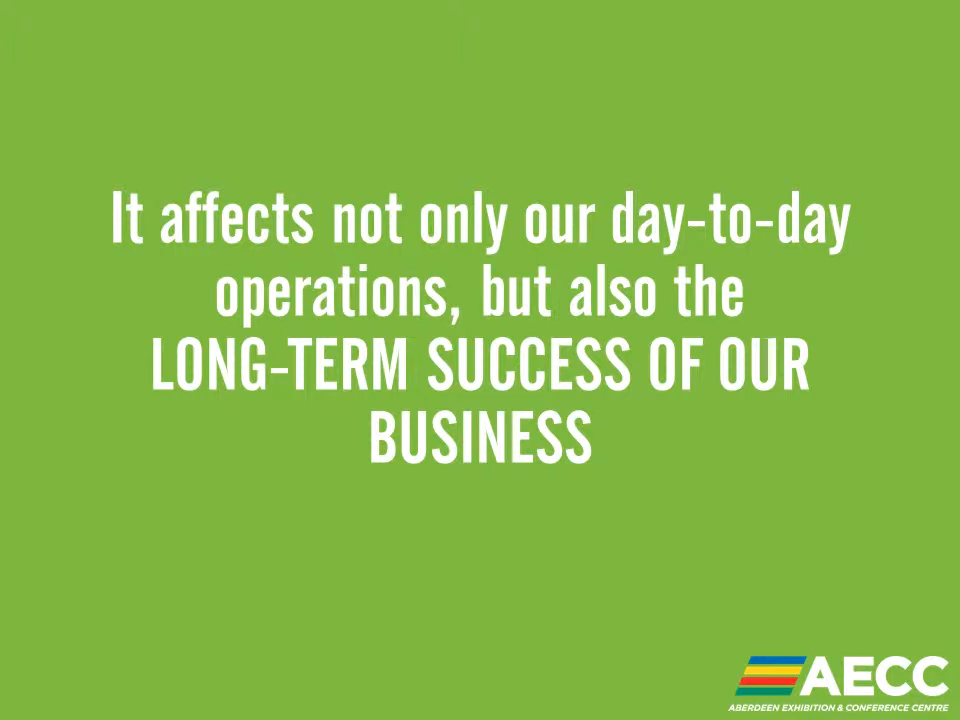 It affects not only our day-to-day
operations, but also the
LONG-TERM SUCCESS OF OUR
BUSINESS
AECC
ABERDEEN EXHIBITION & CONFERENCE CENTRE